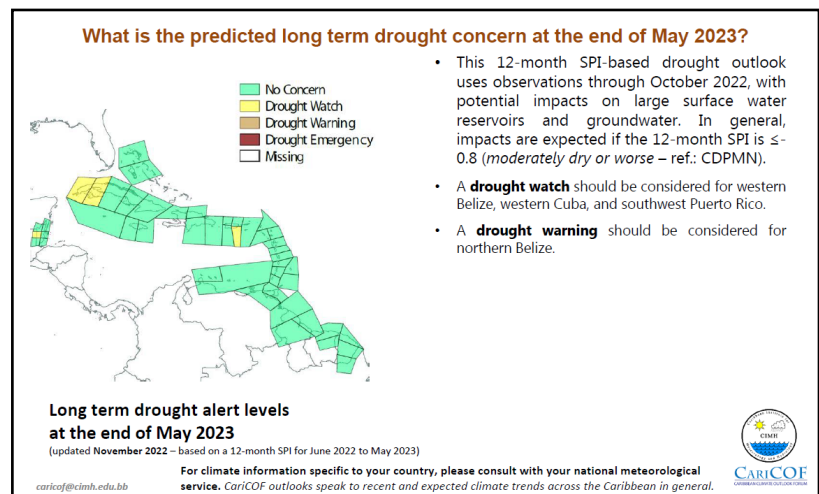 What is the predicted long term drought concern at the end of May 2023?
No Concern
Drought Watch
Drought Warning
Drought Emergency
Missing
• This 12-month SPI-based drought outlook
uses observations through October 2022, with
potential impacts on large surface water
reservoirs and groundwater. In general,
impacts are expected if the 12-month SPI is ≤-
0.8 (moderately dry or worse – ref.: CDPMN).
• A drought watch should be considered for western
Belize, western Cuba, and southwest Puerto Rico.
• A drought warning should be considered for
northern Belize.
Long term drought alert levels
at the end of May 2023
(updated November 2022 – based on a 12-month SPI for June 2022 to May 2023)
For climate information specific to your country, please consult with your national meteorological
service. CariCOF outlooks speak to recent and expected climate trends across the Caribbean in general.
caricof@cimh.edu.bb
CIMH
CARICOF
CARIBBEAN CLIMATE OUTLOOK FORUM